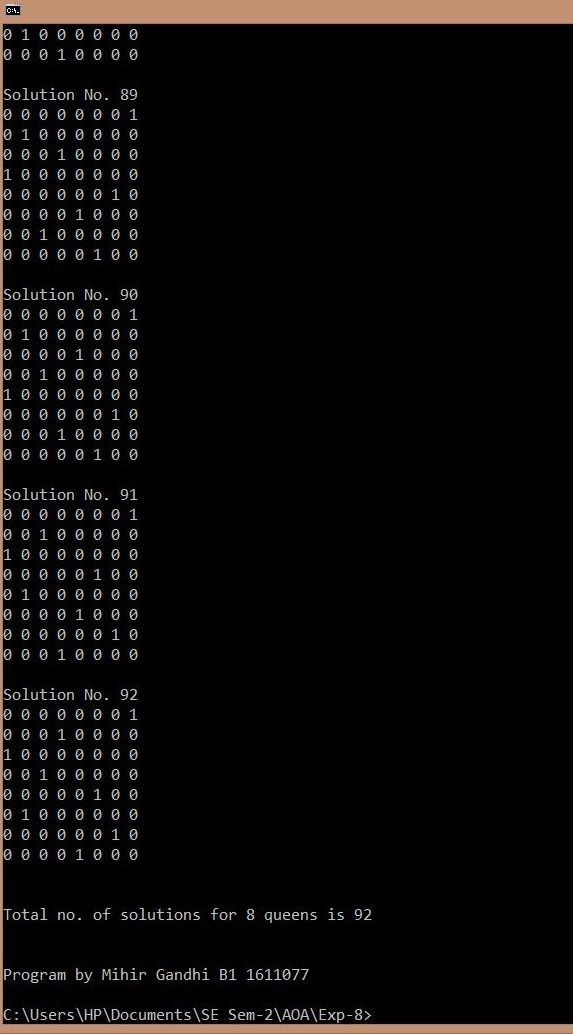 0 1 0 0 0 0 0 0
0 0 0 1 0 0 0 0
Solution No. 89
0 0 0 0 0 0 0 1
0 1 0 0 0 0 0 0
0 0 0 1 0 0 0 0
1 0 0 0 0 0 0 0
0 0 0 0 0 0 1 0
0 0 0 0 1 0 0 0
0 0 1 0 0 0 0 0
0 0 0 0 0 1 0 0
Solution No. 90
0 0 0 0 0 0 0 1
0 1 0 0 0 0 0 0
0 0 0 0 1 0 0 0
0 0 1 0 0 0 0 0
1 0 0 0 0 0 0 0
0 0 0 0 0 0 1 0
0 0 0 1 0 0 0 0
0 0 0 0 0 1 0 0
Solution No. 91
0 0 0 0 0 0 0 1
0 0 1 0 0 0 0 0
1 0 0 0 0 0 0 0
0 0 0 0 0 1 0 0
0 1 0 0 0 0 0 0
0 0 0 0 1 0 0 0
0 0 0 0 0 0 1 0
0 0 0 1 0 0 0 0
Solution No. 92
0 0 0 0 0 0 0 1
0 0 0 1 0 0 0 0
1 0 0 0 0 0 0 0
0 0 1 0 0 0 0 0
0 0 0 0 0 1 0 0
0 1 0 0 0 0 0 0
0 0 0 0 0 0 1 0
0 0 0 0 1 0 0 0
Total no. of solutions for 8 queens is 92
Program by Mihir Gandhi B1 1611077
C:\Users\HP\Documents\SE Sem-2\AOA\Exp-8>